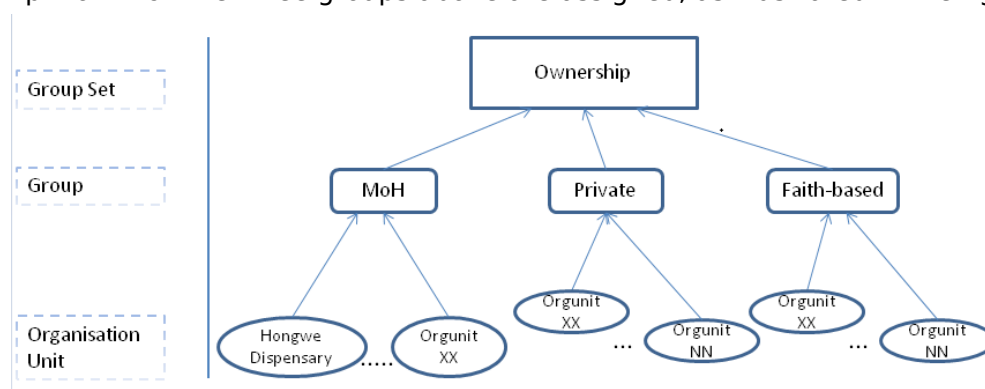 Ownership
Group Set
Group
MoH
Private
Faith-based
Orgunit
XX
Orgunit
XX
Organisation
Unit
Hongwe
Dispensary
.....
Orgunit
XX
...
Orgunit
NN
...
Orgunit
NN